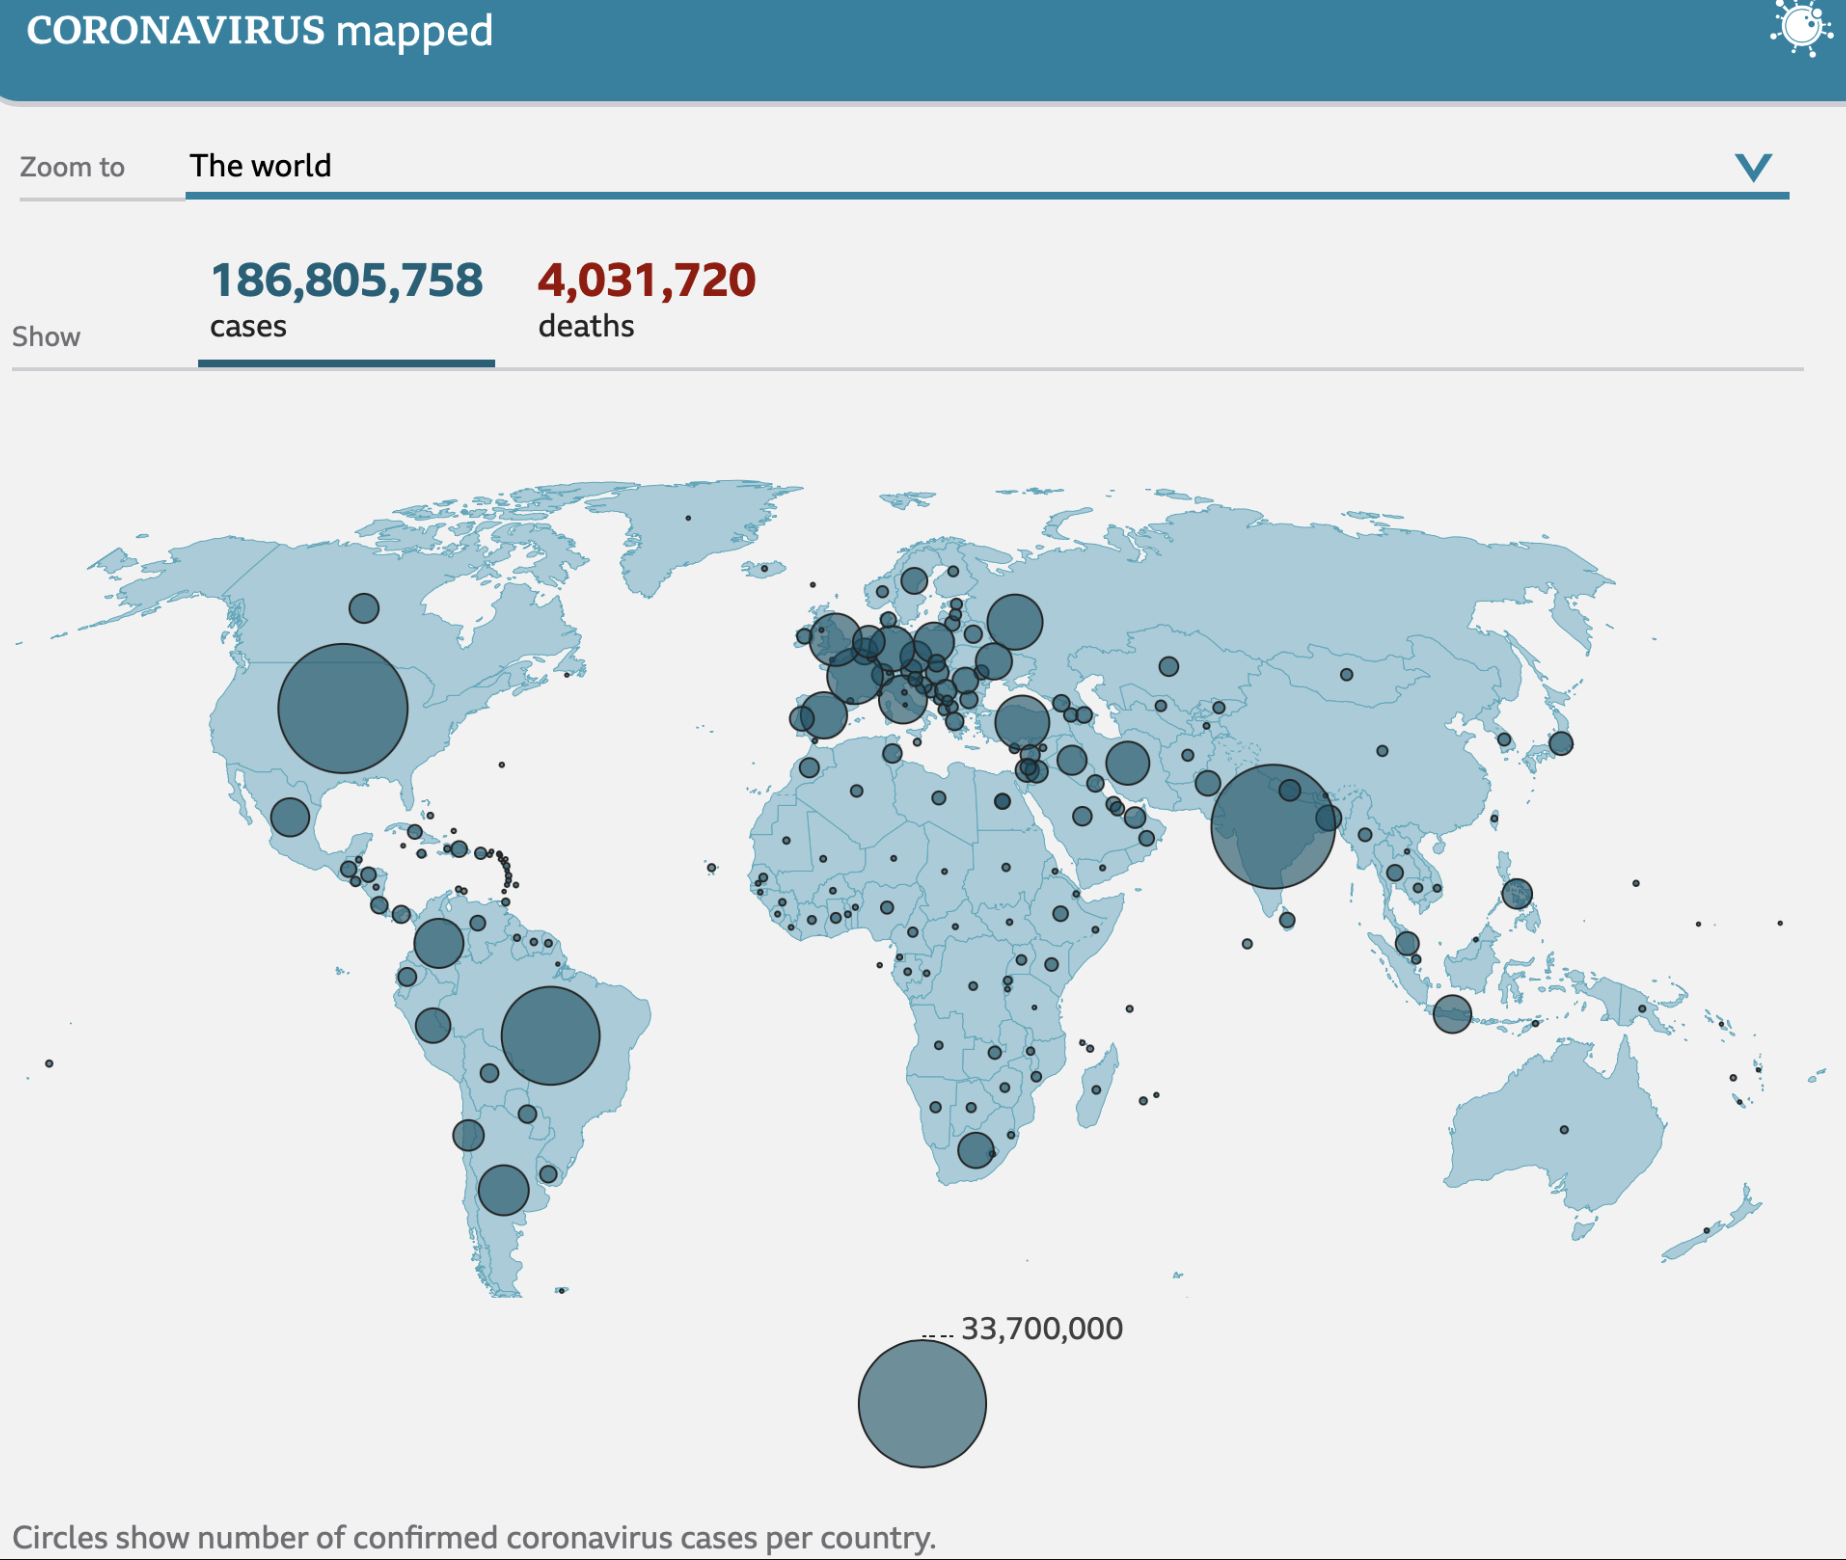 CORONAVIRUS mapped
Zoom to The world
186,805,758 4,031,720
Show cases deaths
33,700,000
Circles show number of confirmed coronavirus cases per country.